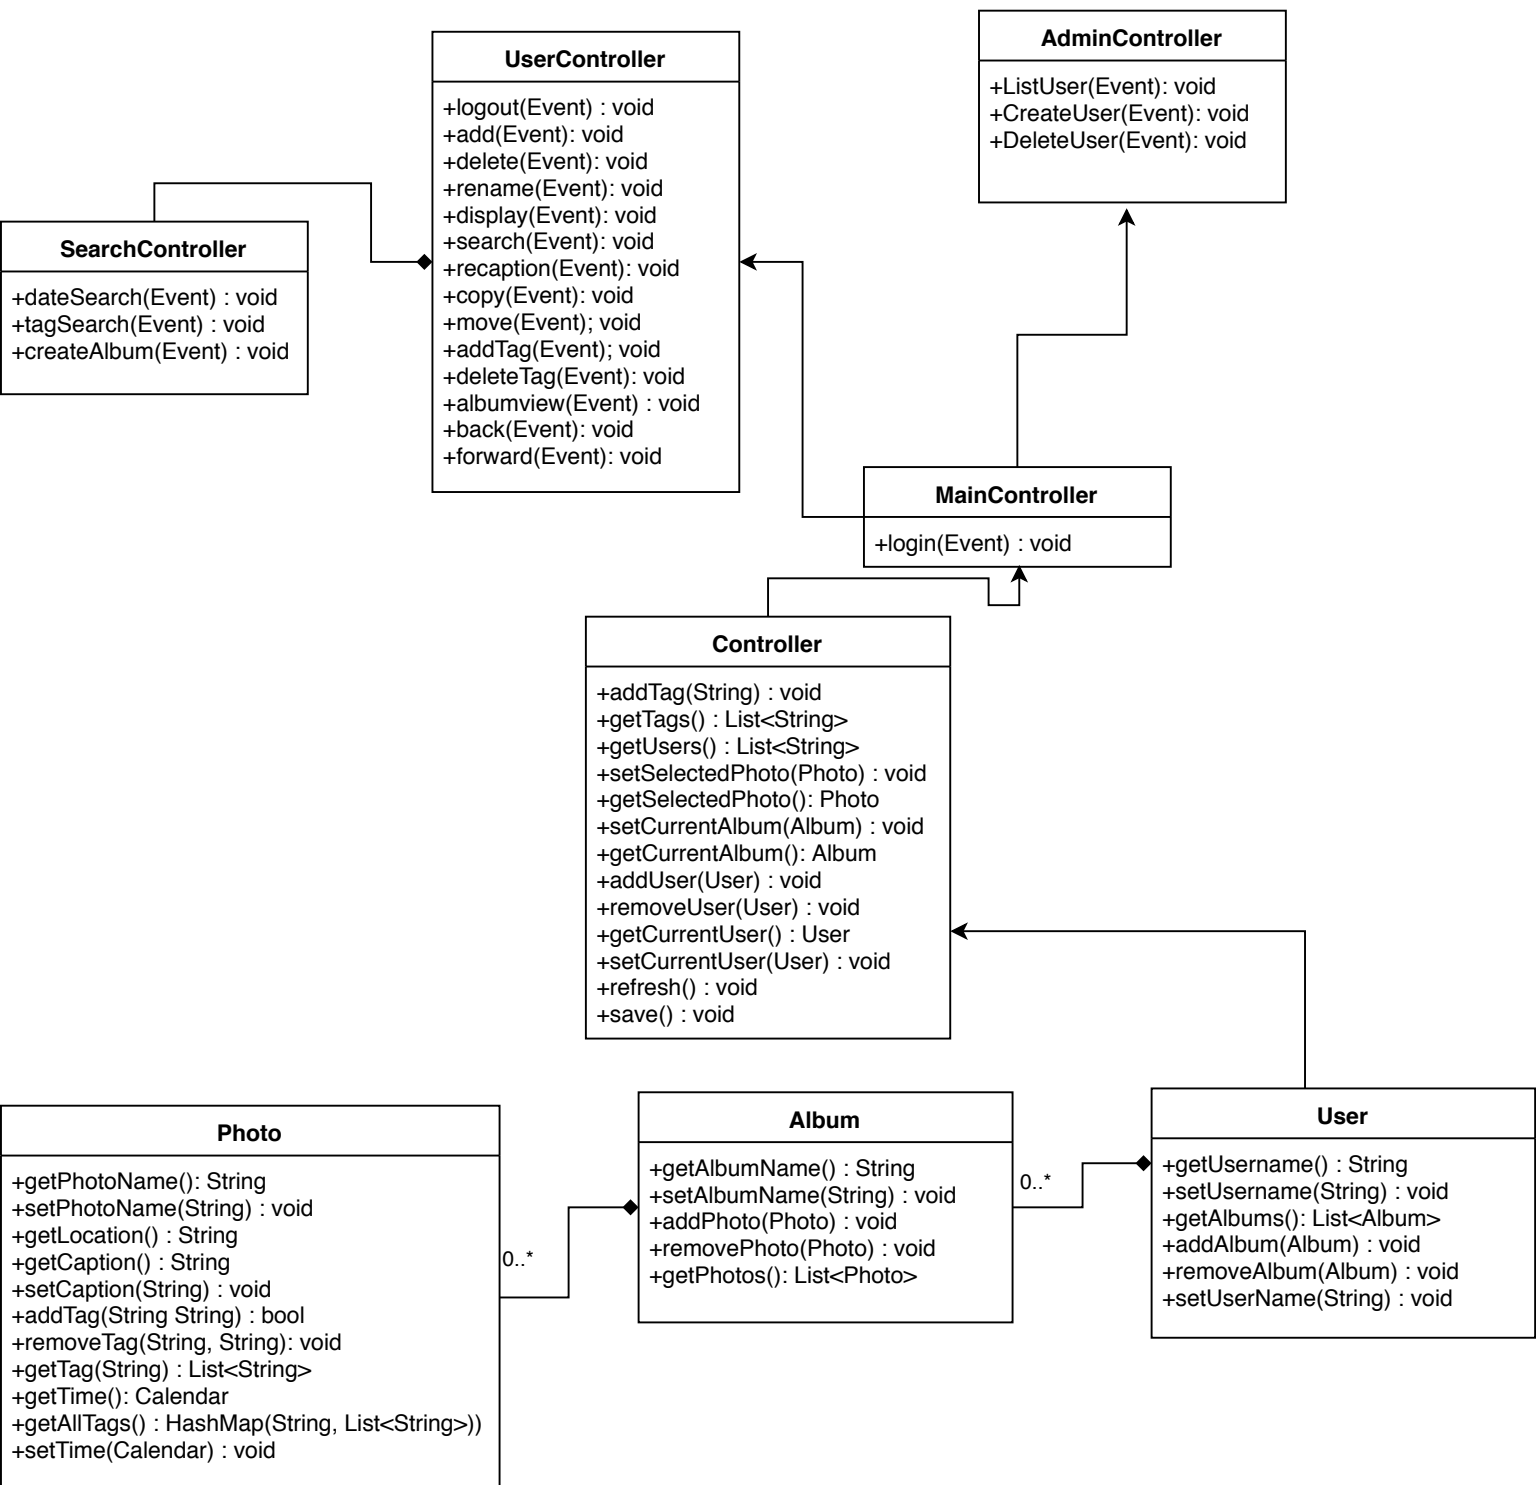 UserController
+logout(Event) : void
+add(Event): void
+delete(Event): void
+rename(Event): void
+display(Event): void
+search(Event): void
+recaption(Event): void
+copy(Event): void
+move(Event); void
+addTag(Event); void
+deleteTag(Event): void
+albumview(Event) : void
+back(Event): void
+forward(Event): void
AdminController
+ListUser(Event): void
+CreateUser(Event): void
+DeleteUser(Event): void
SearchController
+dateSearch(Event) : void
+tagSearch(Event) : void
+createAlbum(Event) : void
MainController
+login(Event) : void
Controller
+addTag(String) : void
+getTags() : List<String>
+getUsers() : List<String>
+setSelectedPhoto(Photo) : void
+getSelectedPhoto(): Photo
+setCurrentAlbum(Album) : void
+getCurrentAlbum(): Album
+addUser(User) : void
+removeUser(User) : void
+getCurrentUser() : User
+setCurrentUser(User) : void
+refresh() : void
+save() : void
Photo
+getPhotoName(): String
+setPhotoName(String) : void
+getLocation() : String
+getCaption() : String
+setCaption(String) : void
+addTag(String String) : bool
+removeTag(String, String): void
+getTag(String) : List<String>
+getTime(): Calendar
+getAllTags() : HashMap(String, List<String>))
+setTime(Calendar) : void
0..*
Album
+getAlbumName() : String
+setAlbumName(String) : void
+addPhoto(Photo) : void
+removePhoto(Photo) : void
+getPhotos(): List<Photo>
0..*
User
+getUsername() : String
+setUsername(String) : void
+getAlbums(): List<Album>
+addAlbum(Album) : void
+removeAlbum(Album) : void
+setUserName(String) : void